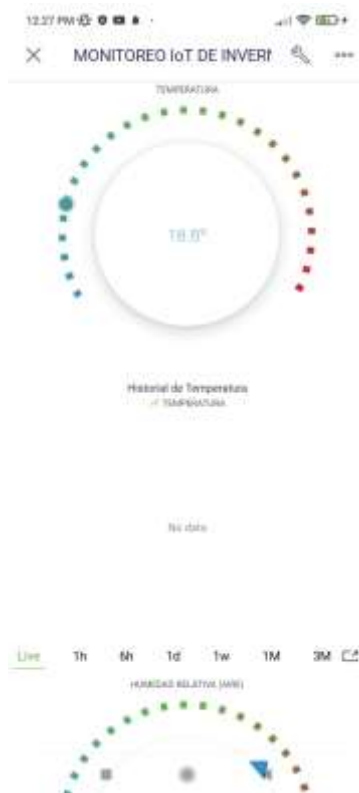 12:27 PM
MONITOREO IoT DE INVERN
TEMPERATURA
18.8°
Historial de Temperatura
TEMPERATURA
No data
Live 1h 6h 1d 1w 1M 3M
HUMEDAD RELATIVA (AIRE)